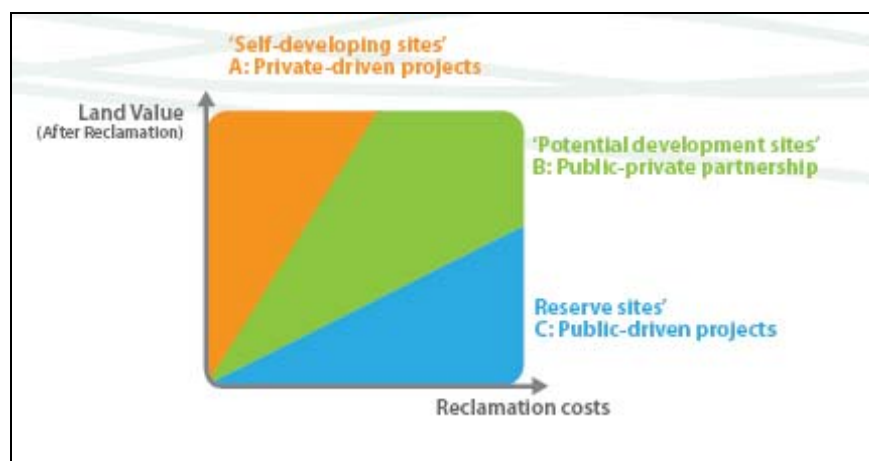 'Self-developing sites'
A: Private-driven projects
Land Value
(After Reclamation)
'Potential development sites'
B: Public-private partnership
Reserve sites'
C: Public-driven projects
Reclamation costs